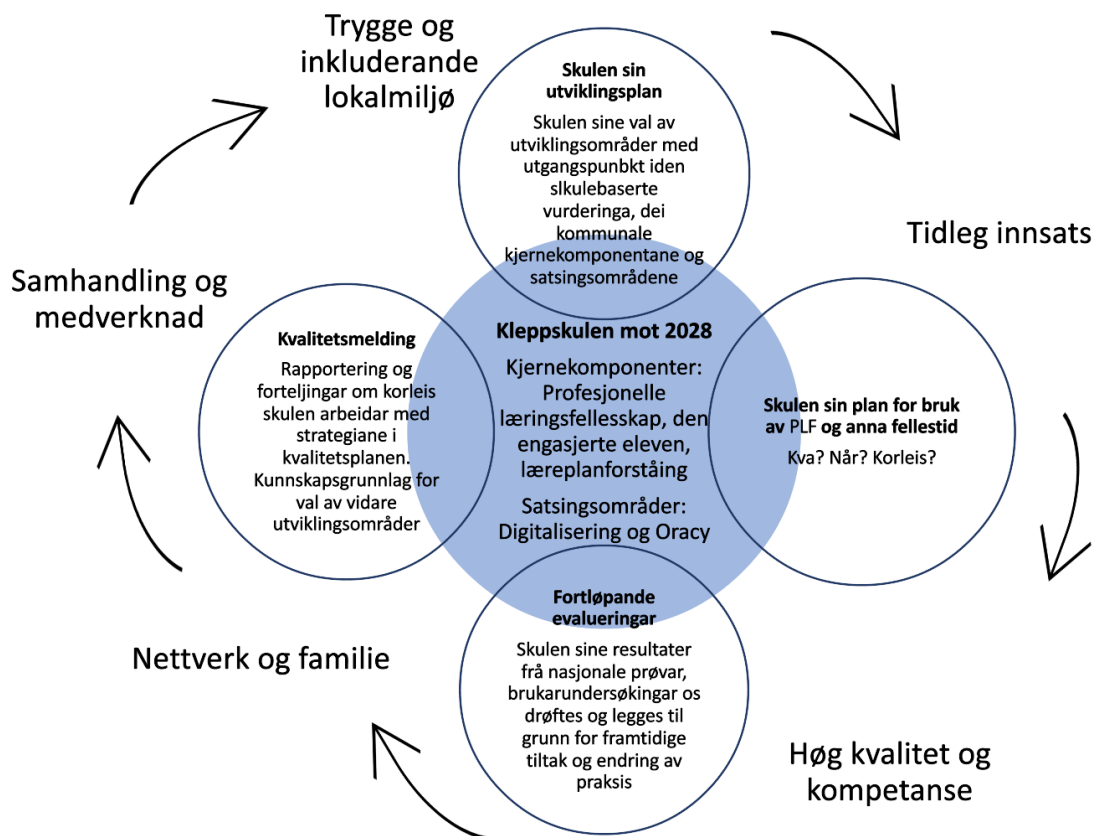 Trygge og
inkluderande
lokalmiljø
Skulen sin
utviklingsplan
Skulen sine val av
utviklingsområder med
utgangspunbkt iden
slkulebaserte
vurderinga, dei
kommunale
kjernekomponentane og
satsingsområdene
Tidleg innsats
Samhandling og
medverknad
Kvalitetsmelding
Rapportering og
forteljingar om korleis
skulen arbeidar med
strategiane i
kvalitetsplanen.
Kunnskapsgrunnlag for
val av vidare
utviklingsområder
Kleppskulen mot 2028
Kjernekomponenter:
Profesjonelle
læringsfellesskap, den
engasjerte eleven,
læreplanforståing
Satsingsområder:
Digitalisering og Oracy
Skulen sin plan for bruk
av PLF og anna fellestid
Kva? Når? Korleis?
Fortløpande
evalueringar
Skulen sine resultater
frå nasjonale prøvar,
brukarundersøkingar os
drøftes og legges til
grunn for framtidige
tiltak og endring av
praksis
Nettverk og familie
Høg kvalitet og
kompetanse